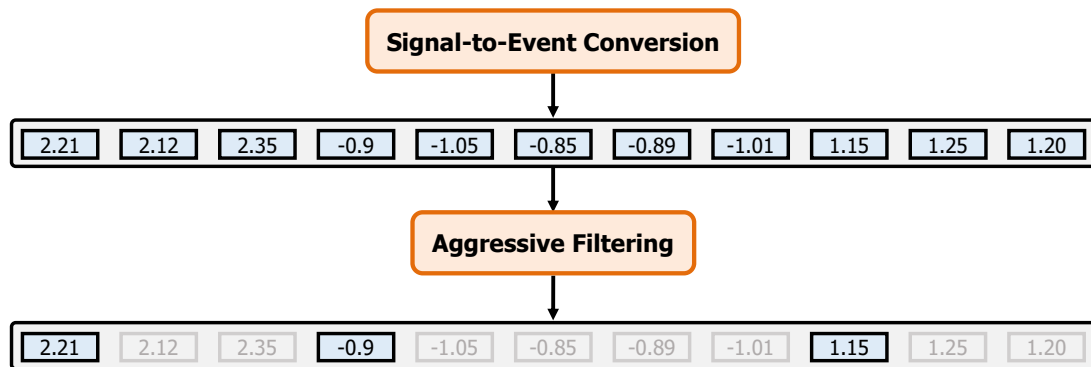 Signal-to-Event Conversion
2.21 2.12 2.35 -0.9 -1.05 -0.85 -0.89 -1.01 1.15 1.25 1.20
Aggressive Filtering
2.21 2.12 2.35 -0.9 -1.05 -0.85 -0.89 -1.01 1.15 1.25 1.20